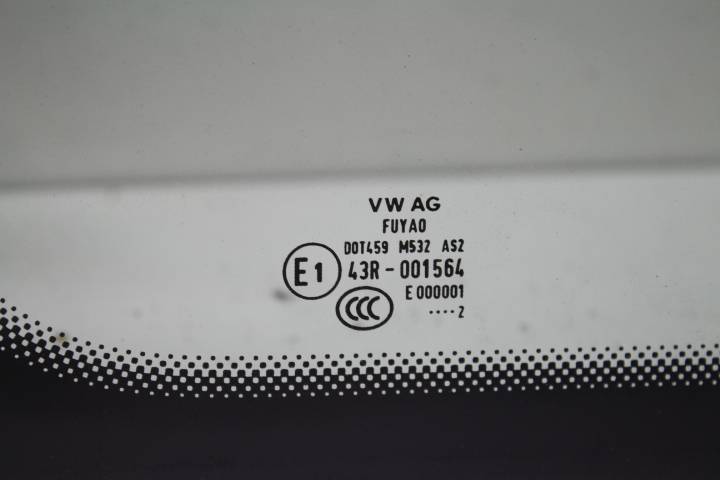 VW AG
FUYAO
DOT459 M532 AS2
E1 43R-001564
E 000001
CCC
.... 2